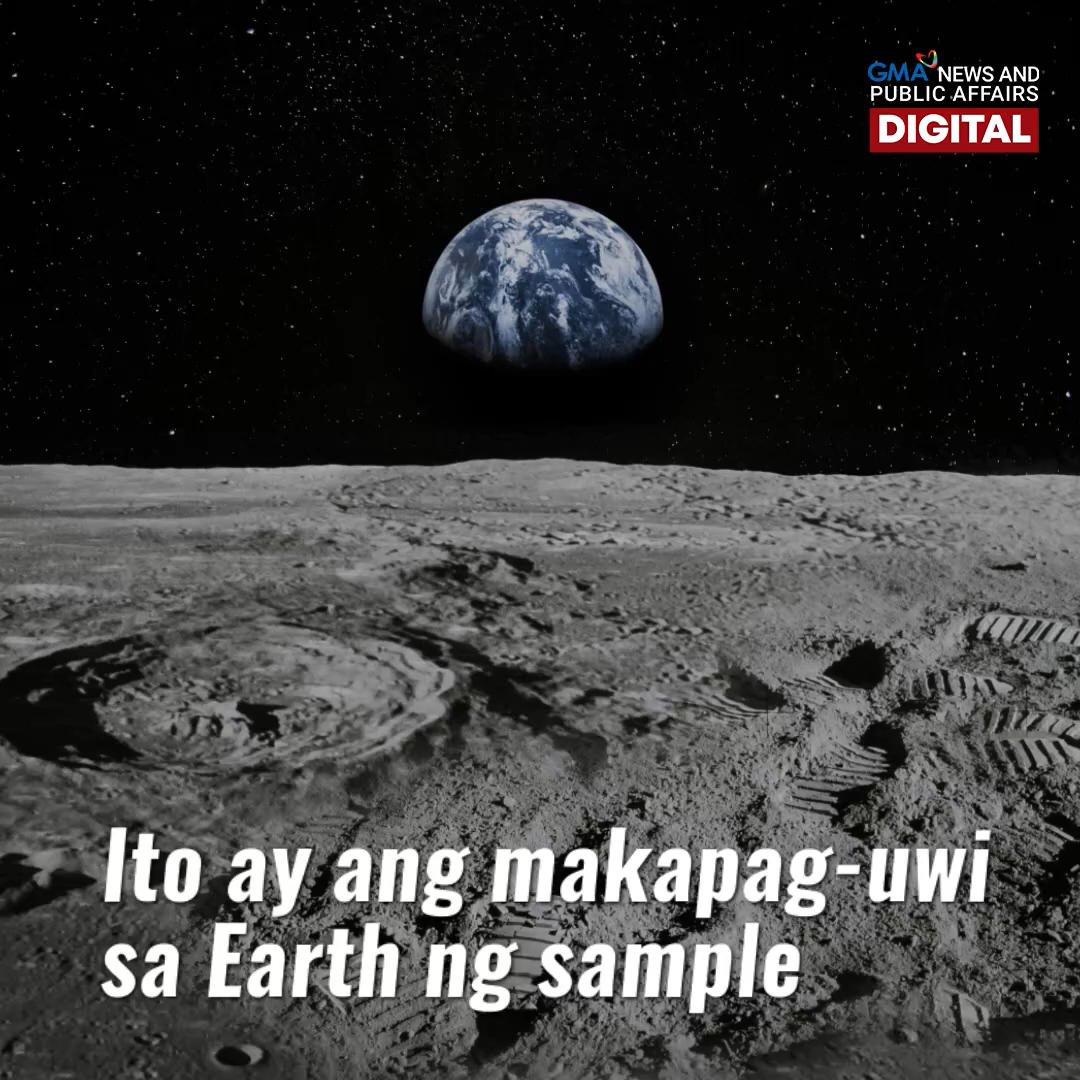 GMA NEWS AND
PUBLIC AFFAIRS
DIGITAL
Ito ay ang makapag-uwi
sa Earth ng sample